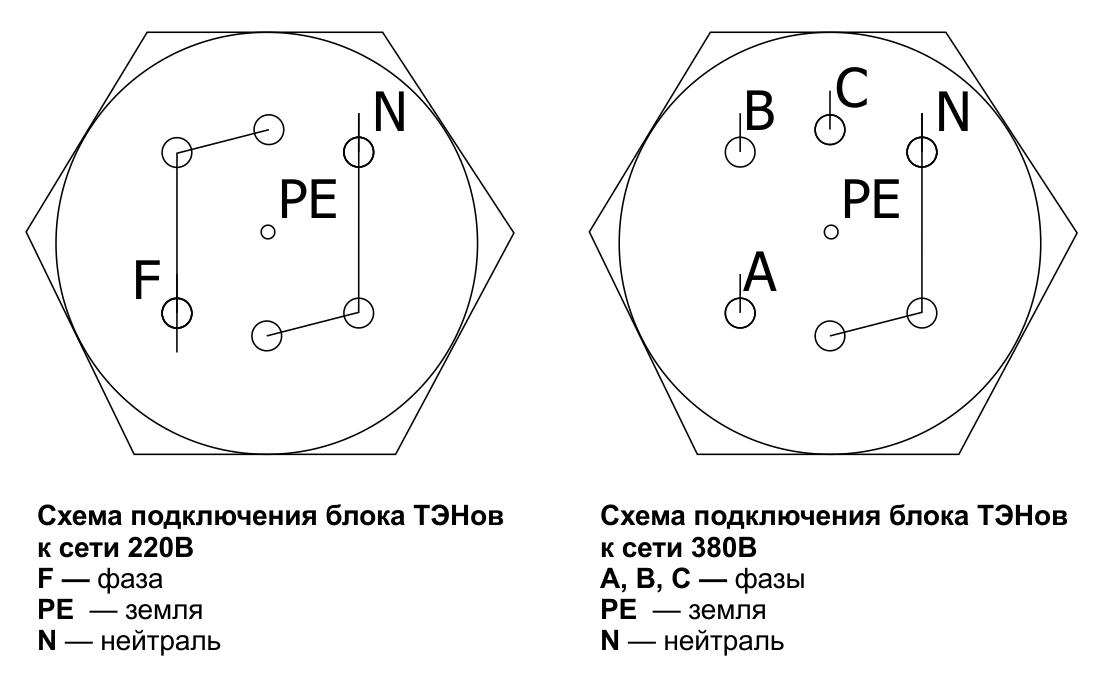 N
PE
F
B
C
N
PE
A
Схема подключения блока ТЭНов
к сети 220В
F — фаза
PE — земля
N — нейтраль
Схема подключения блока ТЭНов
к сети 380В
A, B, C — фазы
PE — земля
N — нейтраль